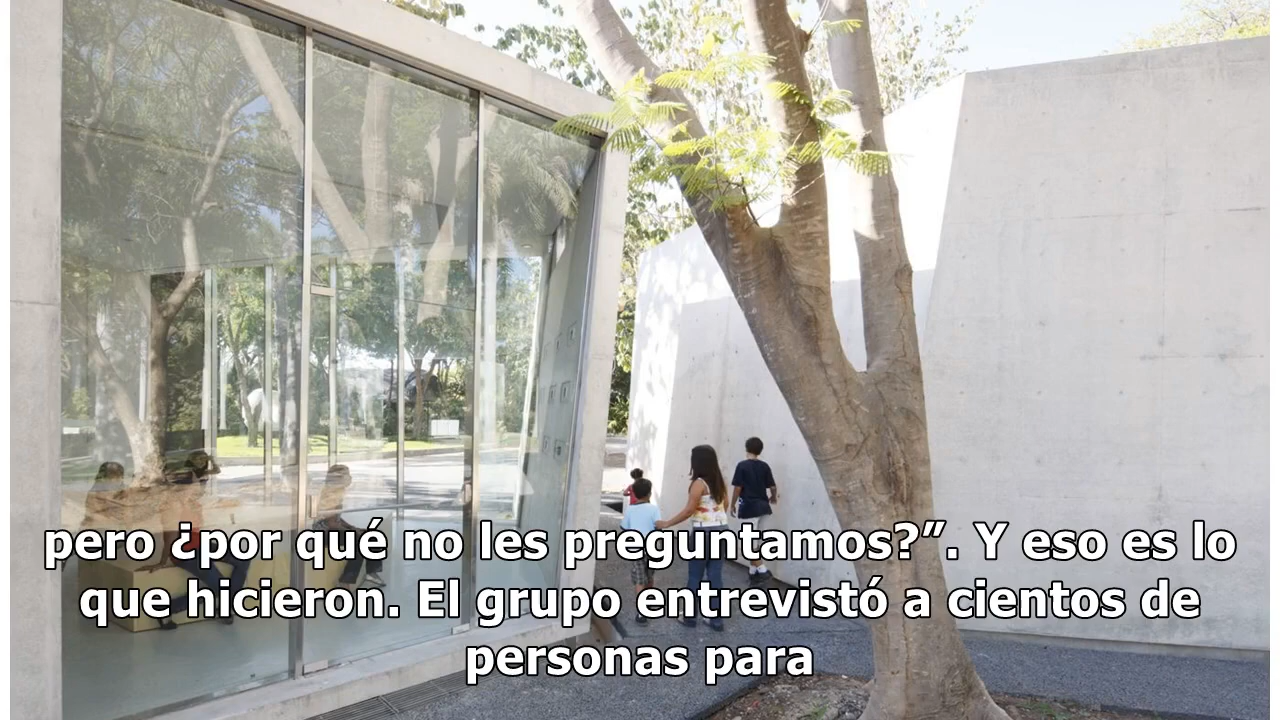 pero ¿por qué no les preguntamos?”. Y eso es lo
que hicieron. El grupo entrevistó a cientos de
personas para